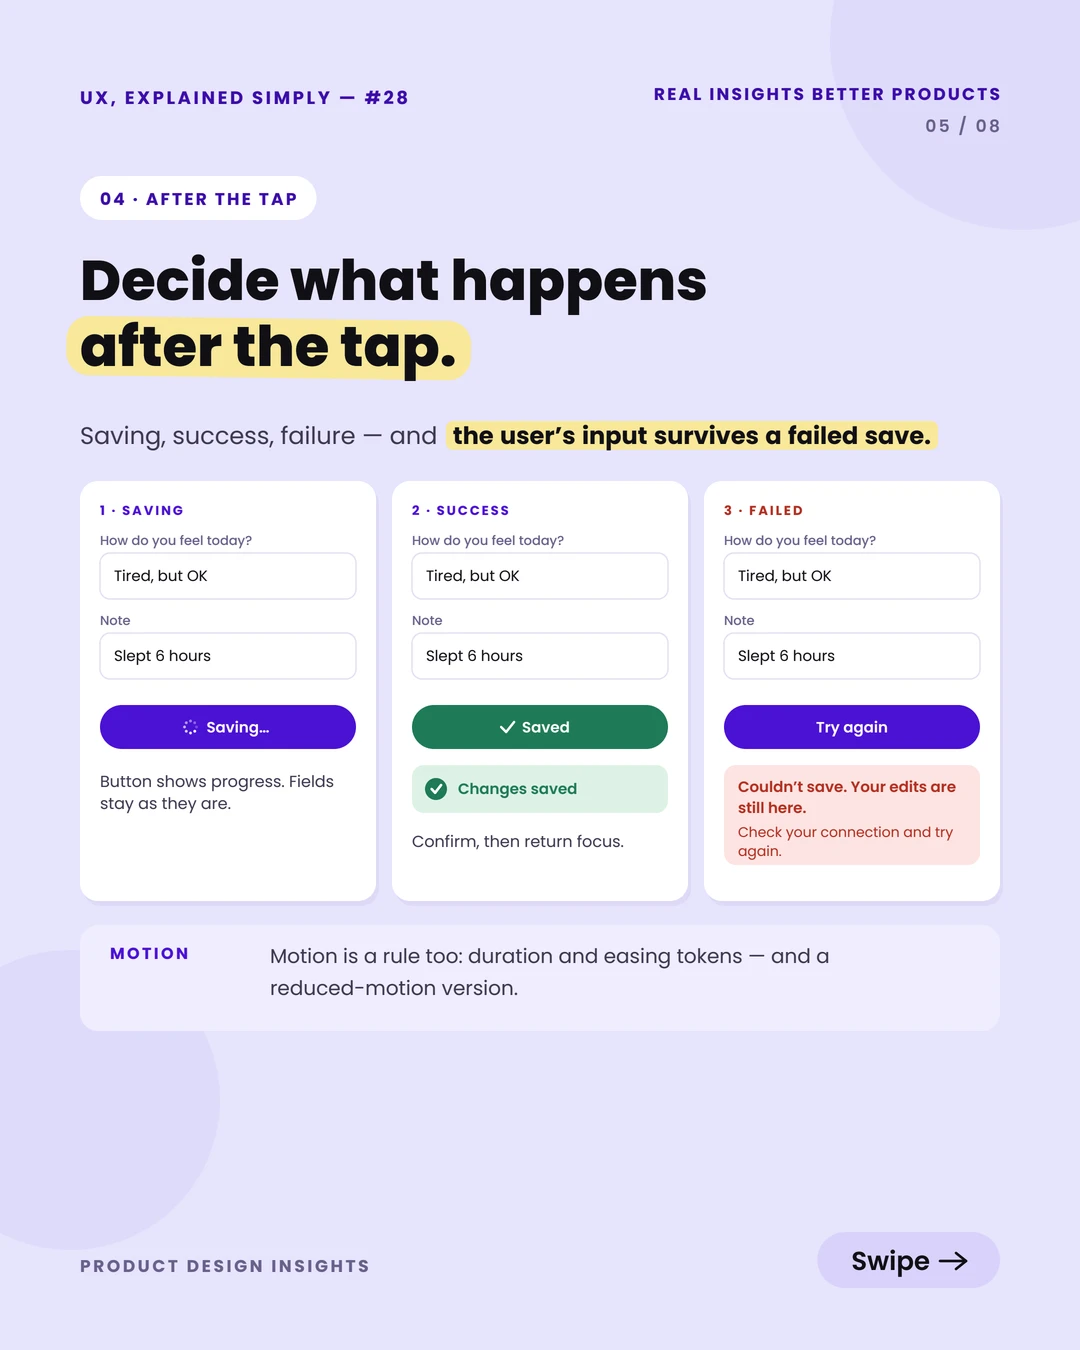 UX, EXPLAINED SIMPLY — #28
REAL INSIGHTS BETTER PRODUCTS
05 / 08
04 · AFTER THE TAP
Decide what happens
after the tap.
Saving, success, failure — and the user’s input survives a failed save.
1 · SAVING
How do you feel today?
Tired, but OK
Note
Slept 6 hours
Saving...
Button shows progress. Fields
stay as they are.
2 · SUCCESS
How do you feel today?
Tired, but OK
Note
Slept 6 hours
Saved
Changes saved
Confirm, then return focus.
3 · FAILED
How do you feel today?
Tired, but OK
Note
Slept 6 hours
Try again
Couldn’t save. Your edits are
still here.
Check your connection and try
again.
MOTION
Motion is a rule too: duration and easing tokens — and a
reduced-motion version.
PRODUCT DESIGN INSIGHTS
Swipe →